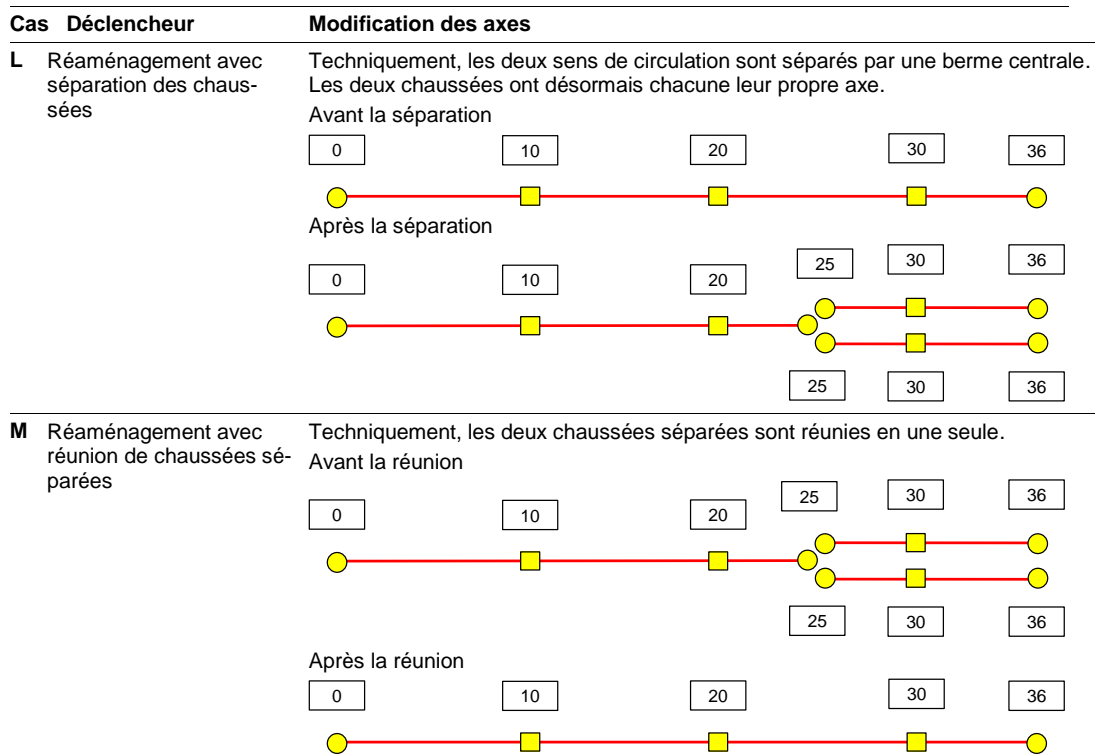 Cas Déclencheur Modification des axes
L Réaménagement avec
séparation des chaus-
sées
Techniquement, les deux sens de circulation sont séparés par une berme centrale.
Les deux chaussées ont désormais chacune leur propre axe.
Avant la séparation
0 10 20 30 36
Après la séparation
25 30 36
0 10 20
25 30 36
M Réaménagement avec
réunion de chaussées sé-
parées
Techniquement, les deux chaussées séparées sont réunies en une seule.
Avant la réunion
25 30 36
0 10 20
25 30 36
Après la réunion
0 10 20 30 36